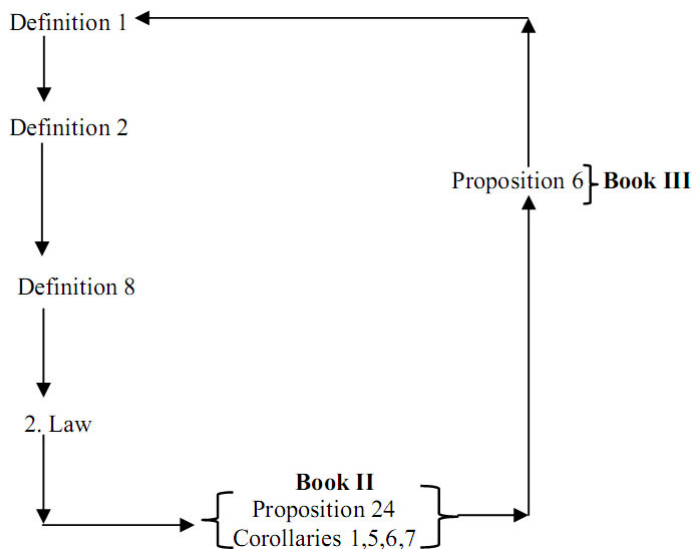 Definition 1
Definition 2
Proposition 6 Book III
Definition 8
2. Law
Book II
Proposition 24
Corollaries 1,5,6,7